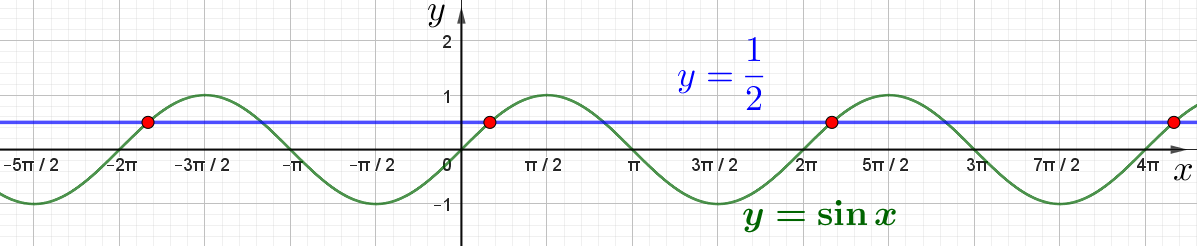 y
2
y = 1/2
1
-5π / 2 -2π -3π / 2 -π -π / 2 0 π / 2 π 3π / 2 2π 5π / 2 3π 7π / 2 4π x
-1
y = sin x